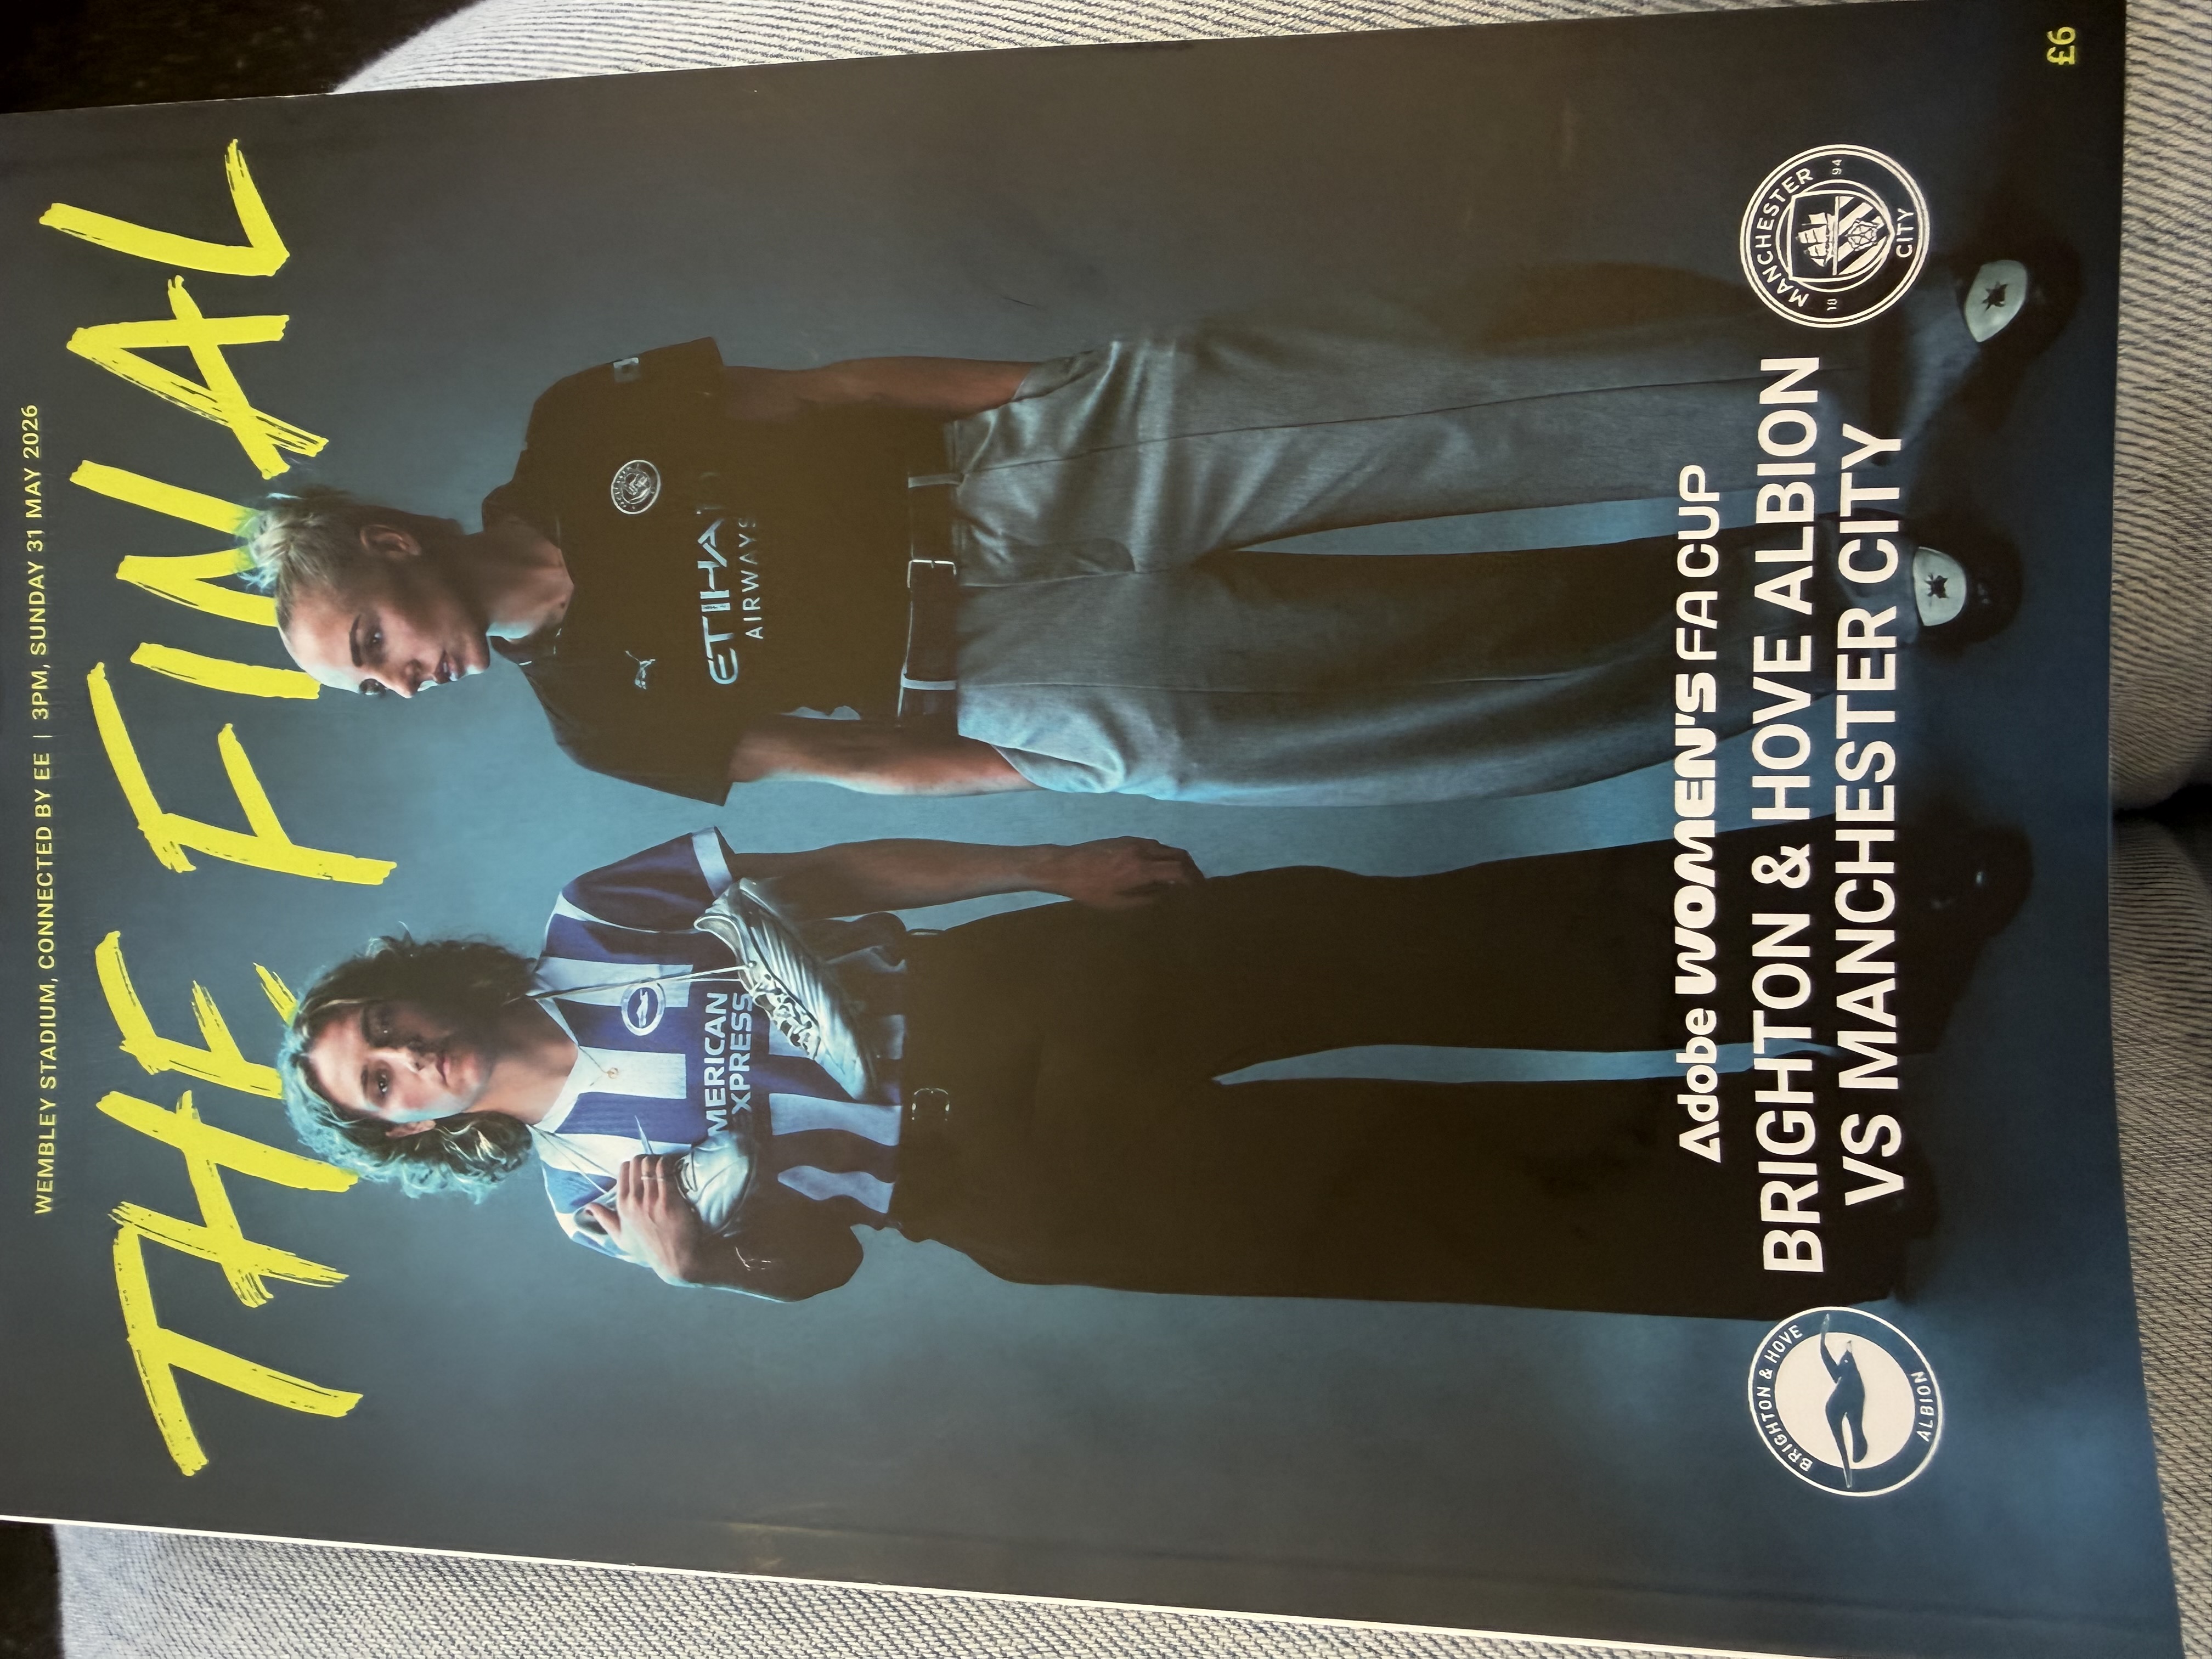 WEMBLEY STADIUM, CONNECTED BY EE | 3PM, SUNDAY 31 MAY 2026
THE FINAL
MERICAN
XPRESS
ETIHAD
AIRWAYS
Adobe WOMEN'S FA CUP
BRIGHTON & HOVE ALBION
VS MANCHESTER CITY
BRIGHTON & HOVE
ALBION
MANCHESTER
18 94
CITY
£6